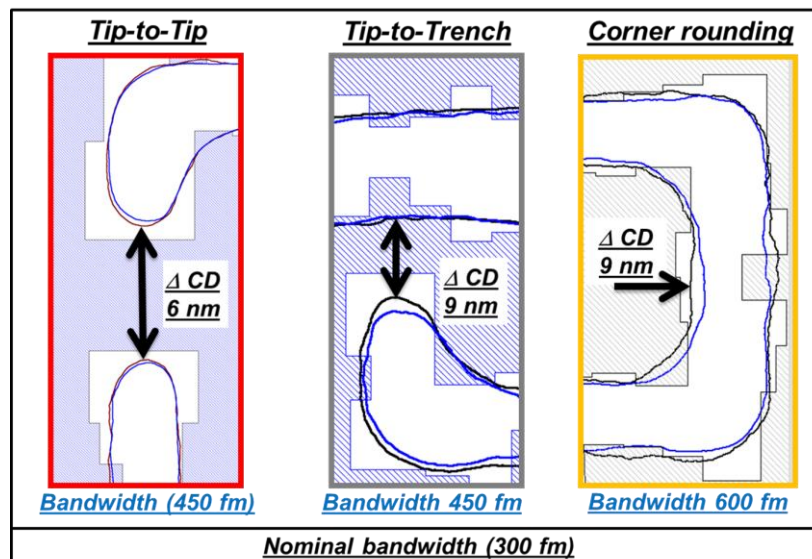 Tip-to-Tip
Tip-to-Trench
Corner rounding
Δ CD
6 nm
Δ CD
9 nm
Δ CD
9 nm
Bandwidth (450 fm)
Bandwidth 450 fm
Bandwidth 600 fm
Nominal bandwidth (300 fm)